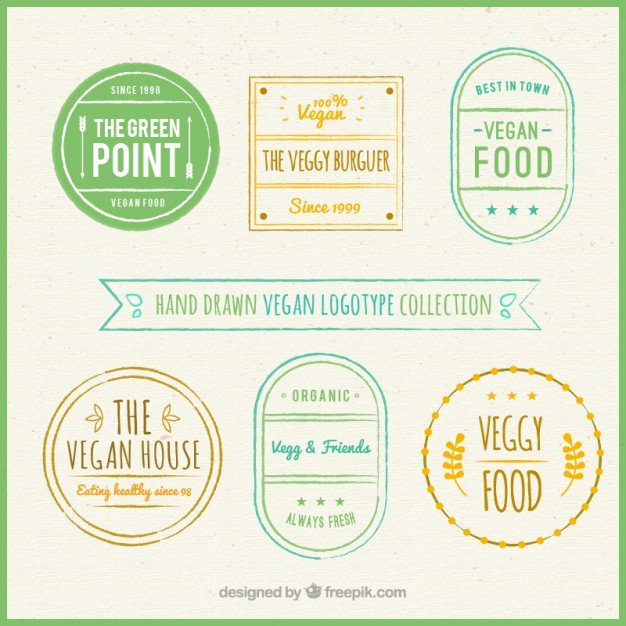 SINCE 1998
THE GREEN
POINT
VEGAN FOOD
100%
Vegan
THE VEGGY BURGUER
Since 1999
BEST IN TOWN
-VEGAN-
FOOD
HAND DRAWN VEGAN LOGOTYPE COLLECTION
THE
VEGAN HOUSE
Eating healthy since 98
ORGANIC
Vegg & Friends
ALWAYS FRESH
VEGGY
FOOD
designed by freepik.com